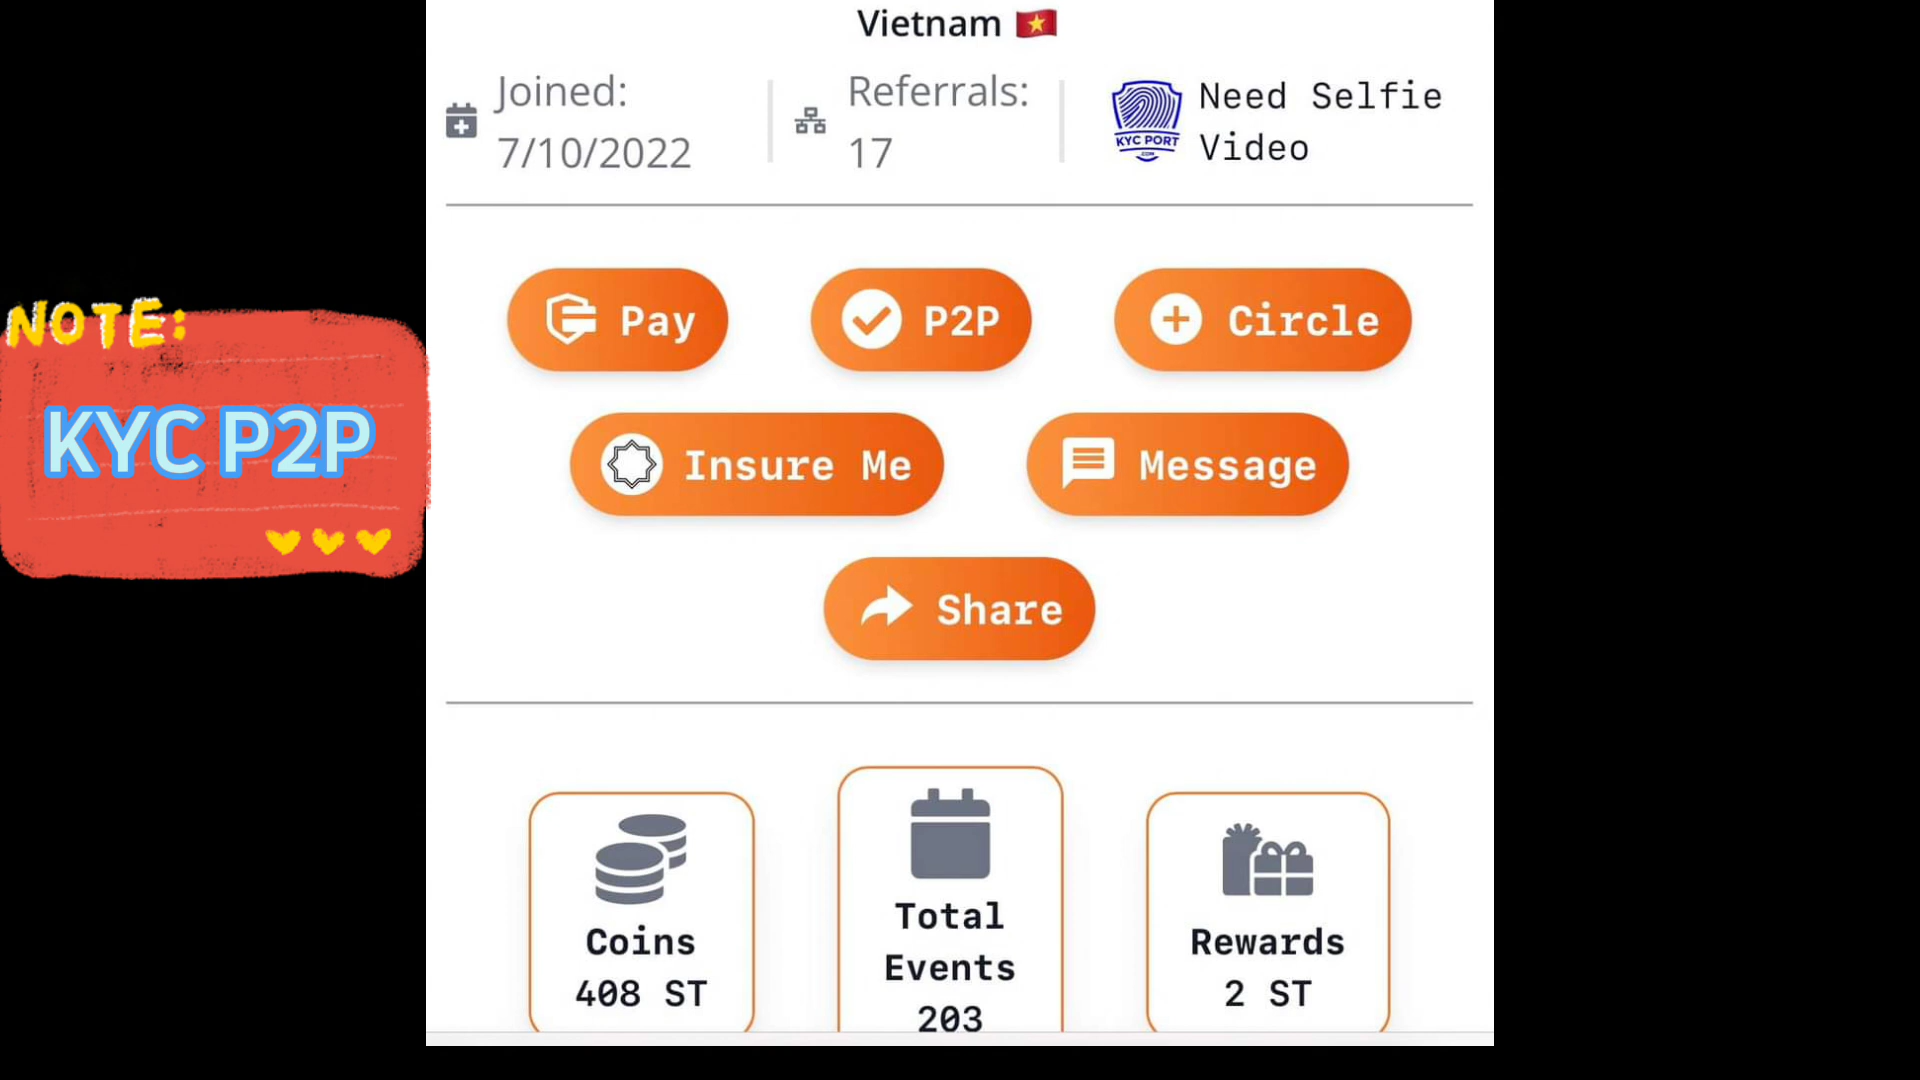 Vietnam
Joined:
7/10/2022
Referrals:
17
KYC PORT
.COM
Need Selfie
Video
NOTE:
KYC P2P
Pay
P2P
Circle
Insure Me
Message
Share
Coins
408 ST
Total
Events
203
Rewards
2 ST